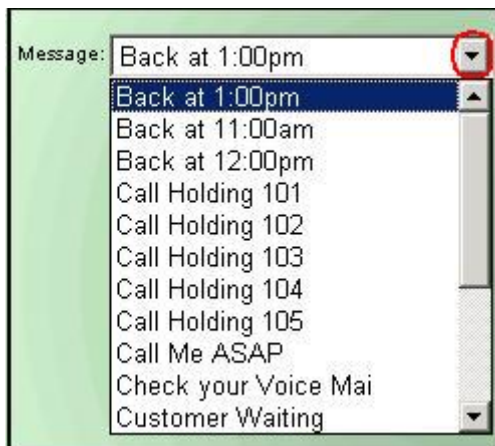 Message: Back at 1:00pm
Back at 1:00pm
Back at 11:00am
Back at 12:00pm
Call Holding 101
Call Holding 102
Call Holding 103
Call Holding 104
Call Holding 105
Call Me ASAP
Check your Voice Mai
Customer Waiting